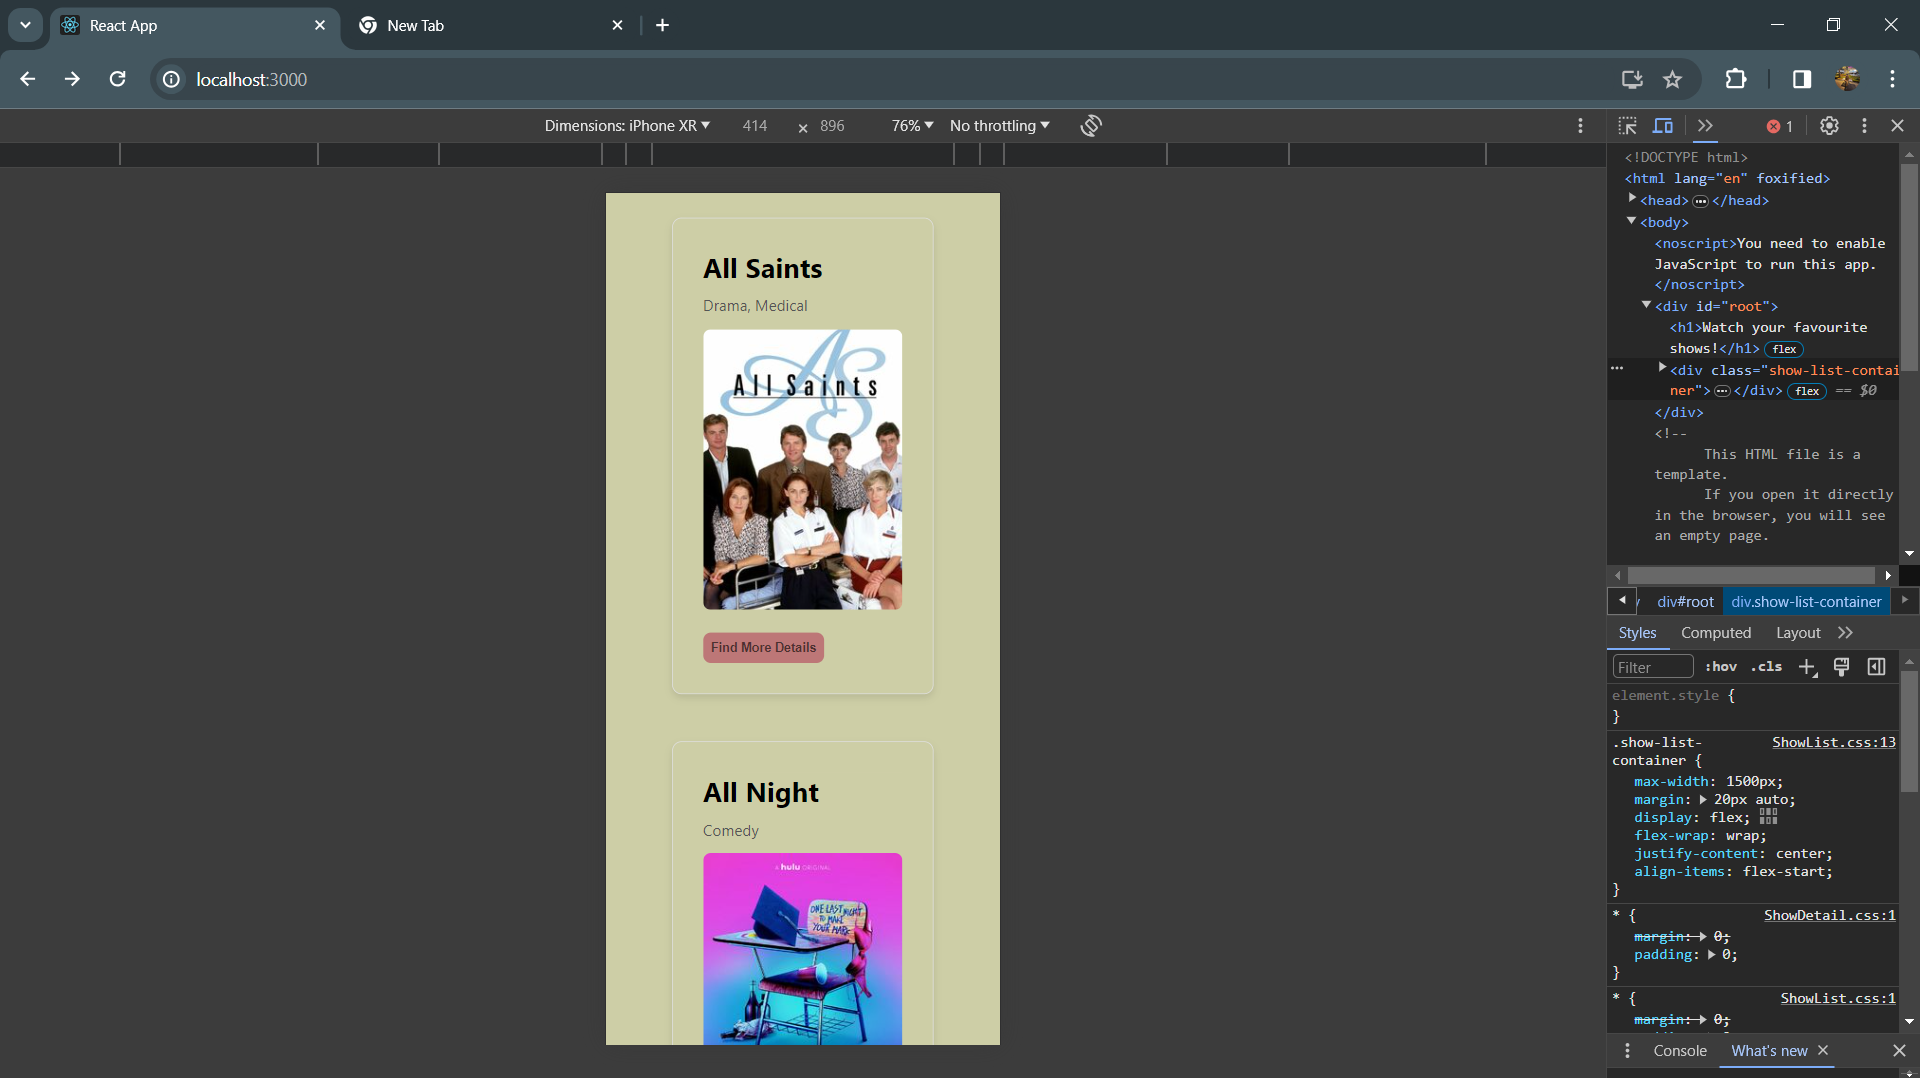 React App
New Tab
localhost:3000
Dimensions: iPhone XR 414 × 896 76% No throttling
1
All Saints
Drama, Medical
AS
All Saints
Find More Details
All Night
Comedy
A hulu ORIGINAL
ONE LAST NIGHT
TO MAKE
YOUR MARK
<!DOCTYPE html>
<html lang="en" foxified>
<head>…</head>
<body>
<noscript>You need to enable
JavaScript to run this app.
</noscript>
<div id="root">
<h1>Watch your favourite
shows!</h1> flex
… <div class="show-list-contai
ner">…</div> flex == $0
</div>
<!--
This HTML file is a
template.
If you open it directly
in the browser, you will see
an empty page.
div#root div.show-list-container
Styles Computed Layout
Filter :hov .cls
element.style {
}
.show-list- ShowList.css:13
container {
max-width: 1500px;
margin: 20px auto;
display: flex;
flex-wrap: wrap;
justify-content: center;
align-items: flex-start;
}
* { ShowDetail.css:1
margin: 0;
padding: 0;
}
* { ShowList.css:1
margin: 0;
Console What's new